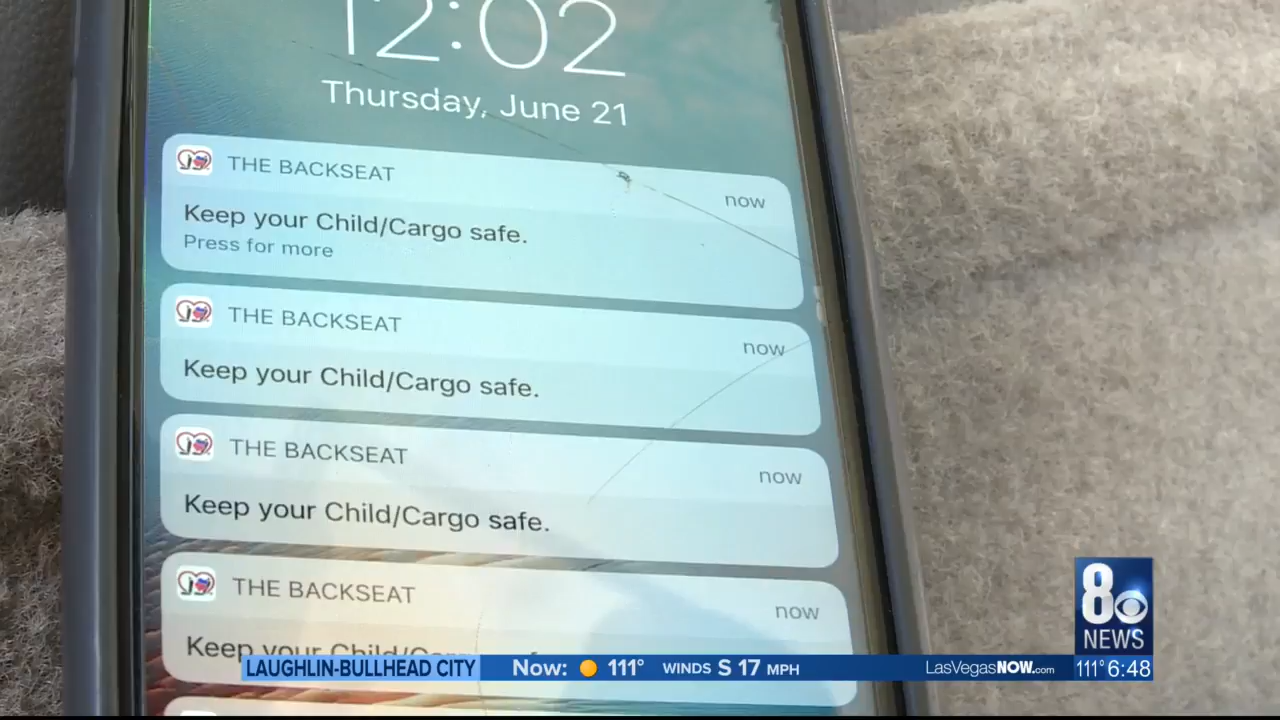 12:02
Thursday, June 21
THE BACKSEAT
now
Keep your Child/Cargo safe.
Press for more
THE BACKSEAT
now
Keep your Child/Cargo safe.
THE BACKSEAT
now
Keep your Child/Cargo safe.
THE BACKSEAT
now
Keep your
8
NEWS
LAUGHLIN-BULLHEAD CITY Now: 111° WINDS S 17 MPH LasVegasNOW.com 111° 6:48